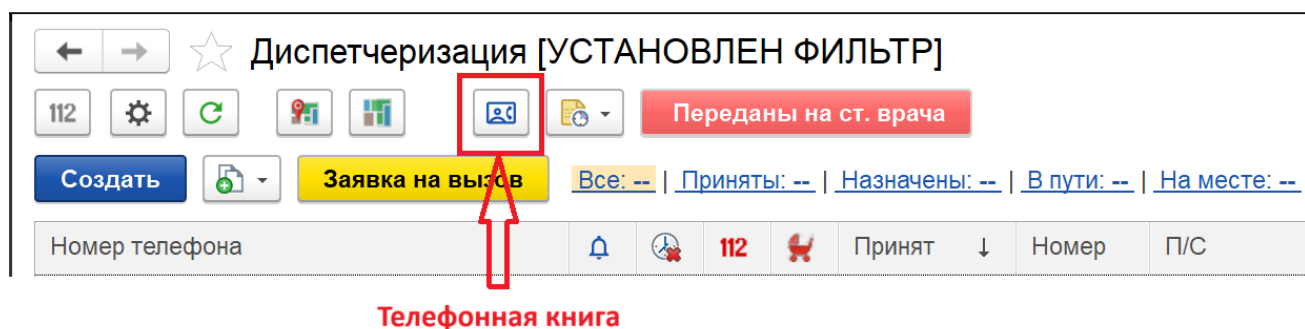 Диспетчеризация [УСТАНОВЛЕН ФИЛЬТР]
112 Переданы на ст. врача
Создать Заявка на вызов Все: -- | Приняты: -- | Назначены: -- | В пути: -- | На месте: --
Номер телефона 112 Принят ↓ Номер П/С
Телефонная книга